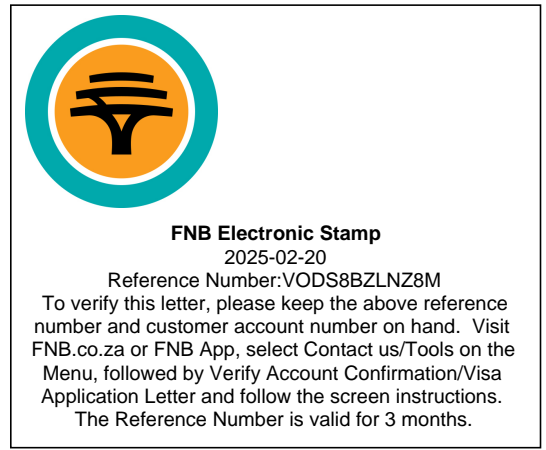 FNB Electronic Stamp
2025-02-20
Reference Number:VODS8BZLNZ8M
To verify this letter, please keep the above reference
number and customer account number on hand.  Visit
FNB.co.za or FNB App, select Contact us/Tools on the
Menu, followed by Verify Account Confirmation/Visa
Application Letter and follow the screen instructions.
The Reference Number is valid for 3 months.